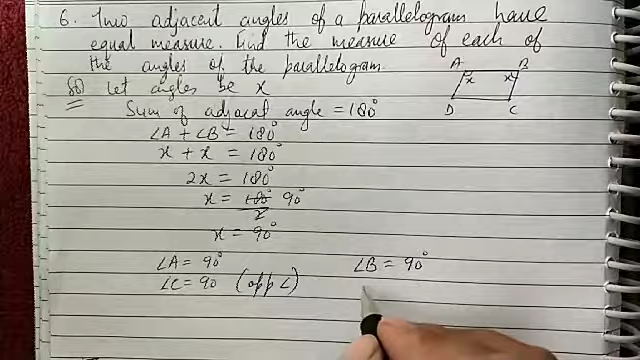 6. Two adjacent angles of a parallelogram have
equal measure. Find the measure of each of
the angles of the parallelogram.
Sol Let angles be x
A B
x x
D C
Sum of adjacent angle = 180°
∠A + ∠B = 180°
x + x = 180°
2x = 180°
x = 180° 90°
2
x = 90°
∠A = 90° ∠B = 90°
∠C = 90 (opp ∠)